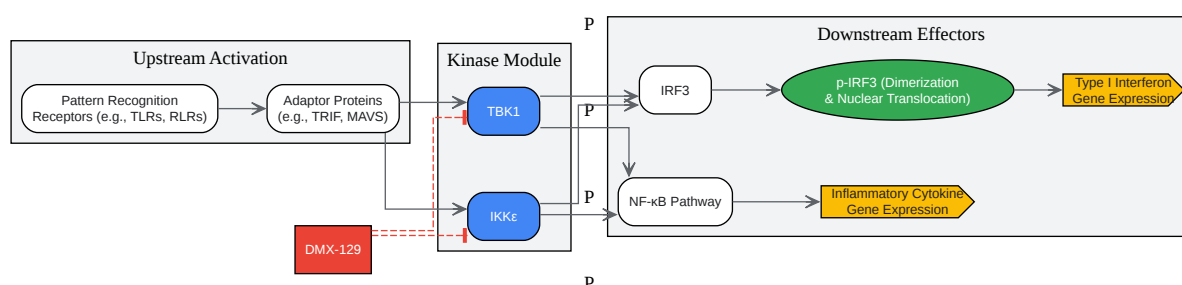 Upstream Activation
Pattern Recognition
Receptors (e.g., TLRs, RLRs)
Adaptor Proteins
(e.g., TRIF, MAVS)
DMX-129
Kinase Module
TBK1
IKKε
P
P
P
P
Downstream Effectors
IRF3
p-IRF3 (Dimerization
& Nuclear Translocation)
Type I Interferon
Gene Expression
NF-κB Pathway
Inflammatory Cytokine
Gene Expression